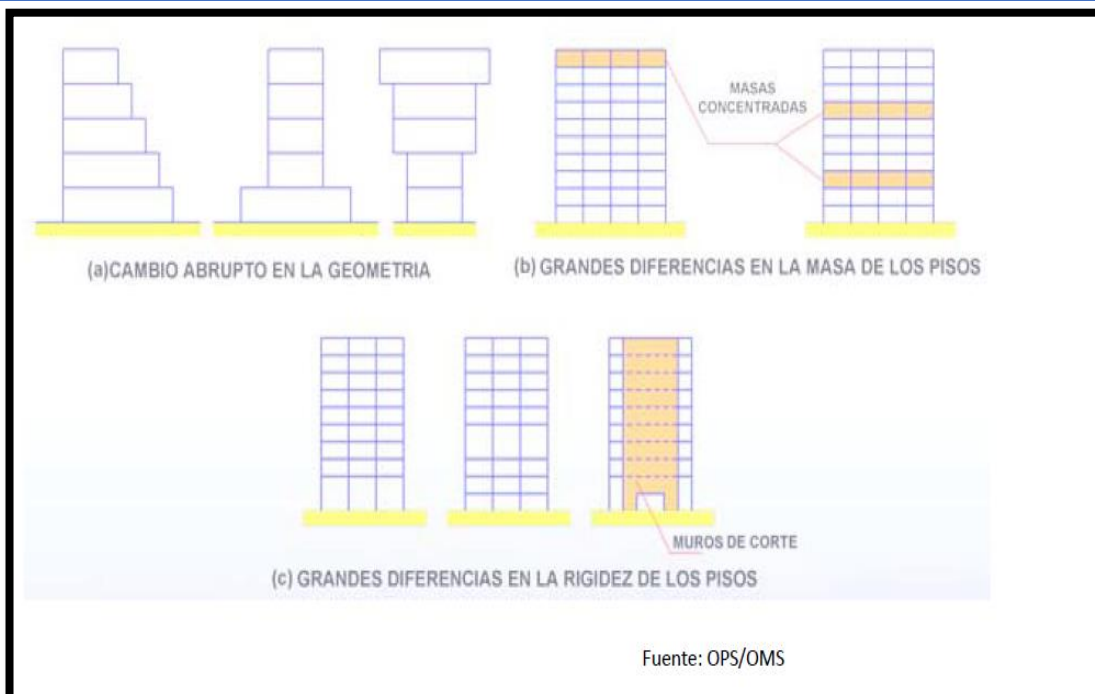 MASAS
CONCENTRADAS
(a)CAMBIO ABRUPTO EN LA GEOMETRIA
(b) GRANDES DIFERENCIAS EN LA MASA DE LOS PISOS
MUROS DE CORTE
(c) GRANDES DIFERENCIAS EN LA RIGIDEZ DE LOS PISOS
Fuente: OPS/OMS